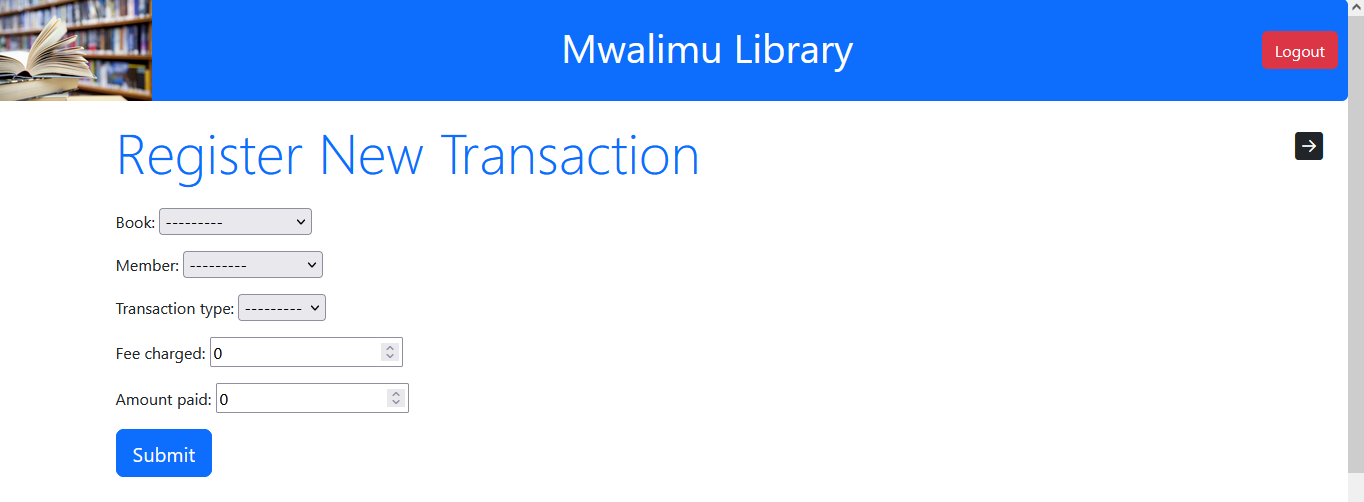 Mwalimu Library
Logout
Register New Transaction
Book: ---------
Member: ---------
Transaction type: ---------
Fee charged: 0
Amount paid: 0
Submit